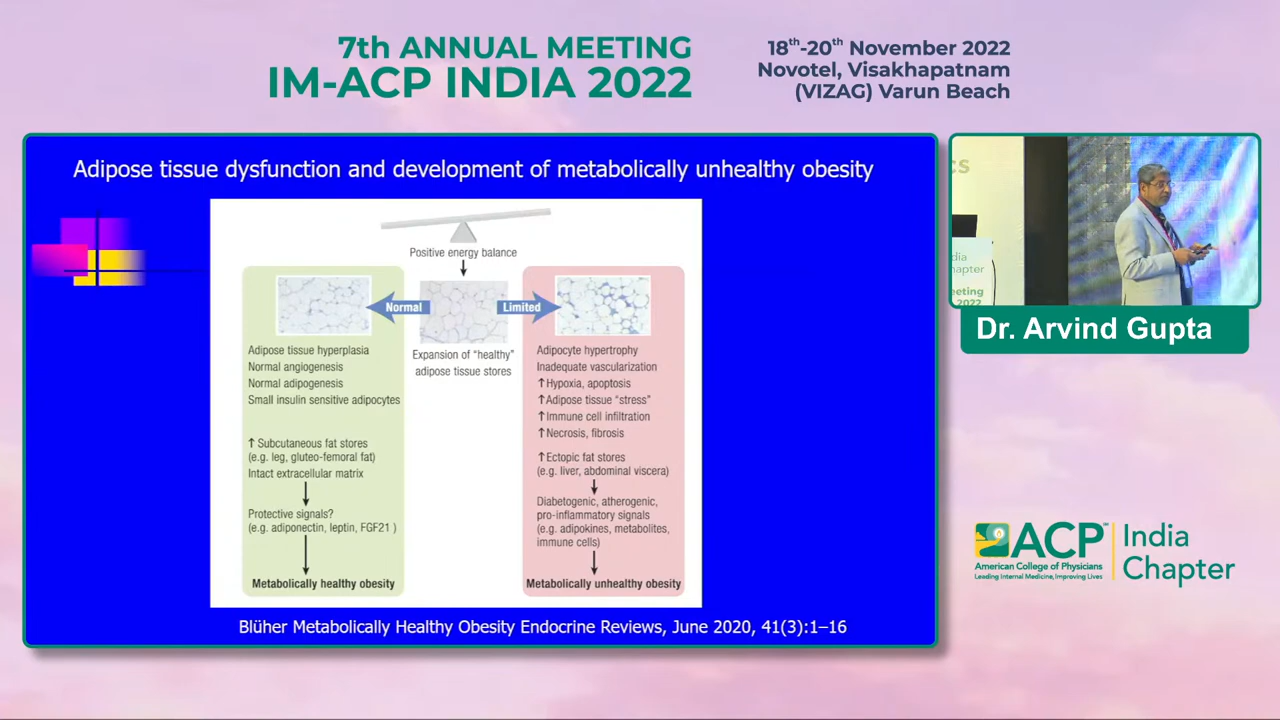 7th ANNUAL MEETING
IM-ACP INDIA 2022
18th-20th November 2022
Novotel, Visakhapatnam
(VIZAG) Varun Beach
Adipose tissue dysfunction and development of metabolically unhealthy obesity
Positive energy balance
Normal
Limited
Expansion of "healthy"
adipose tissue stores
Adipose tissue hyperplasia
Normal angiogenesis
Normal adipogenesis
Small insulin sensitive adipocytes
↑ Subcutaneous fat stores
(e.g. leg, gluteo-femoral fat)
Intact extracellular matrix
Protective signals?
(e.g. adiponectin, leptin, FGF21 )
Metabolically healthy obesity
Adipocyte hypertrophy
Inadequate vascularization
↑Hypoxia, apoptosis
↑Adipose tissue "stress"
↑Immune cell infiltration
↑Necrosis, fibrosis
↑Ectopic fat stores
(e.g. liver, abdominal viscera)
Diabetogenic, atherogenic,
pro-inflammatory signals
(e.g. adipokines, metabolites,
immune cells)
Metabolically unhealthy obesity
Blüher Metabolically Healthy Obesity Endocrine Reviews, June 2020, 41(3):1–16
CS
dia
Chapter
eeting
2022
Dr. Arvind Gupta
ACP™
American College of Physicians
Leading Internal Medicine, Improving Lives
India
Chapter